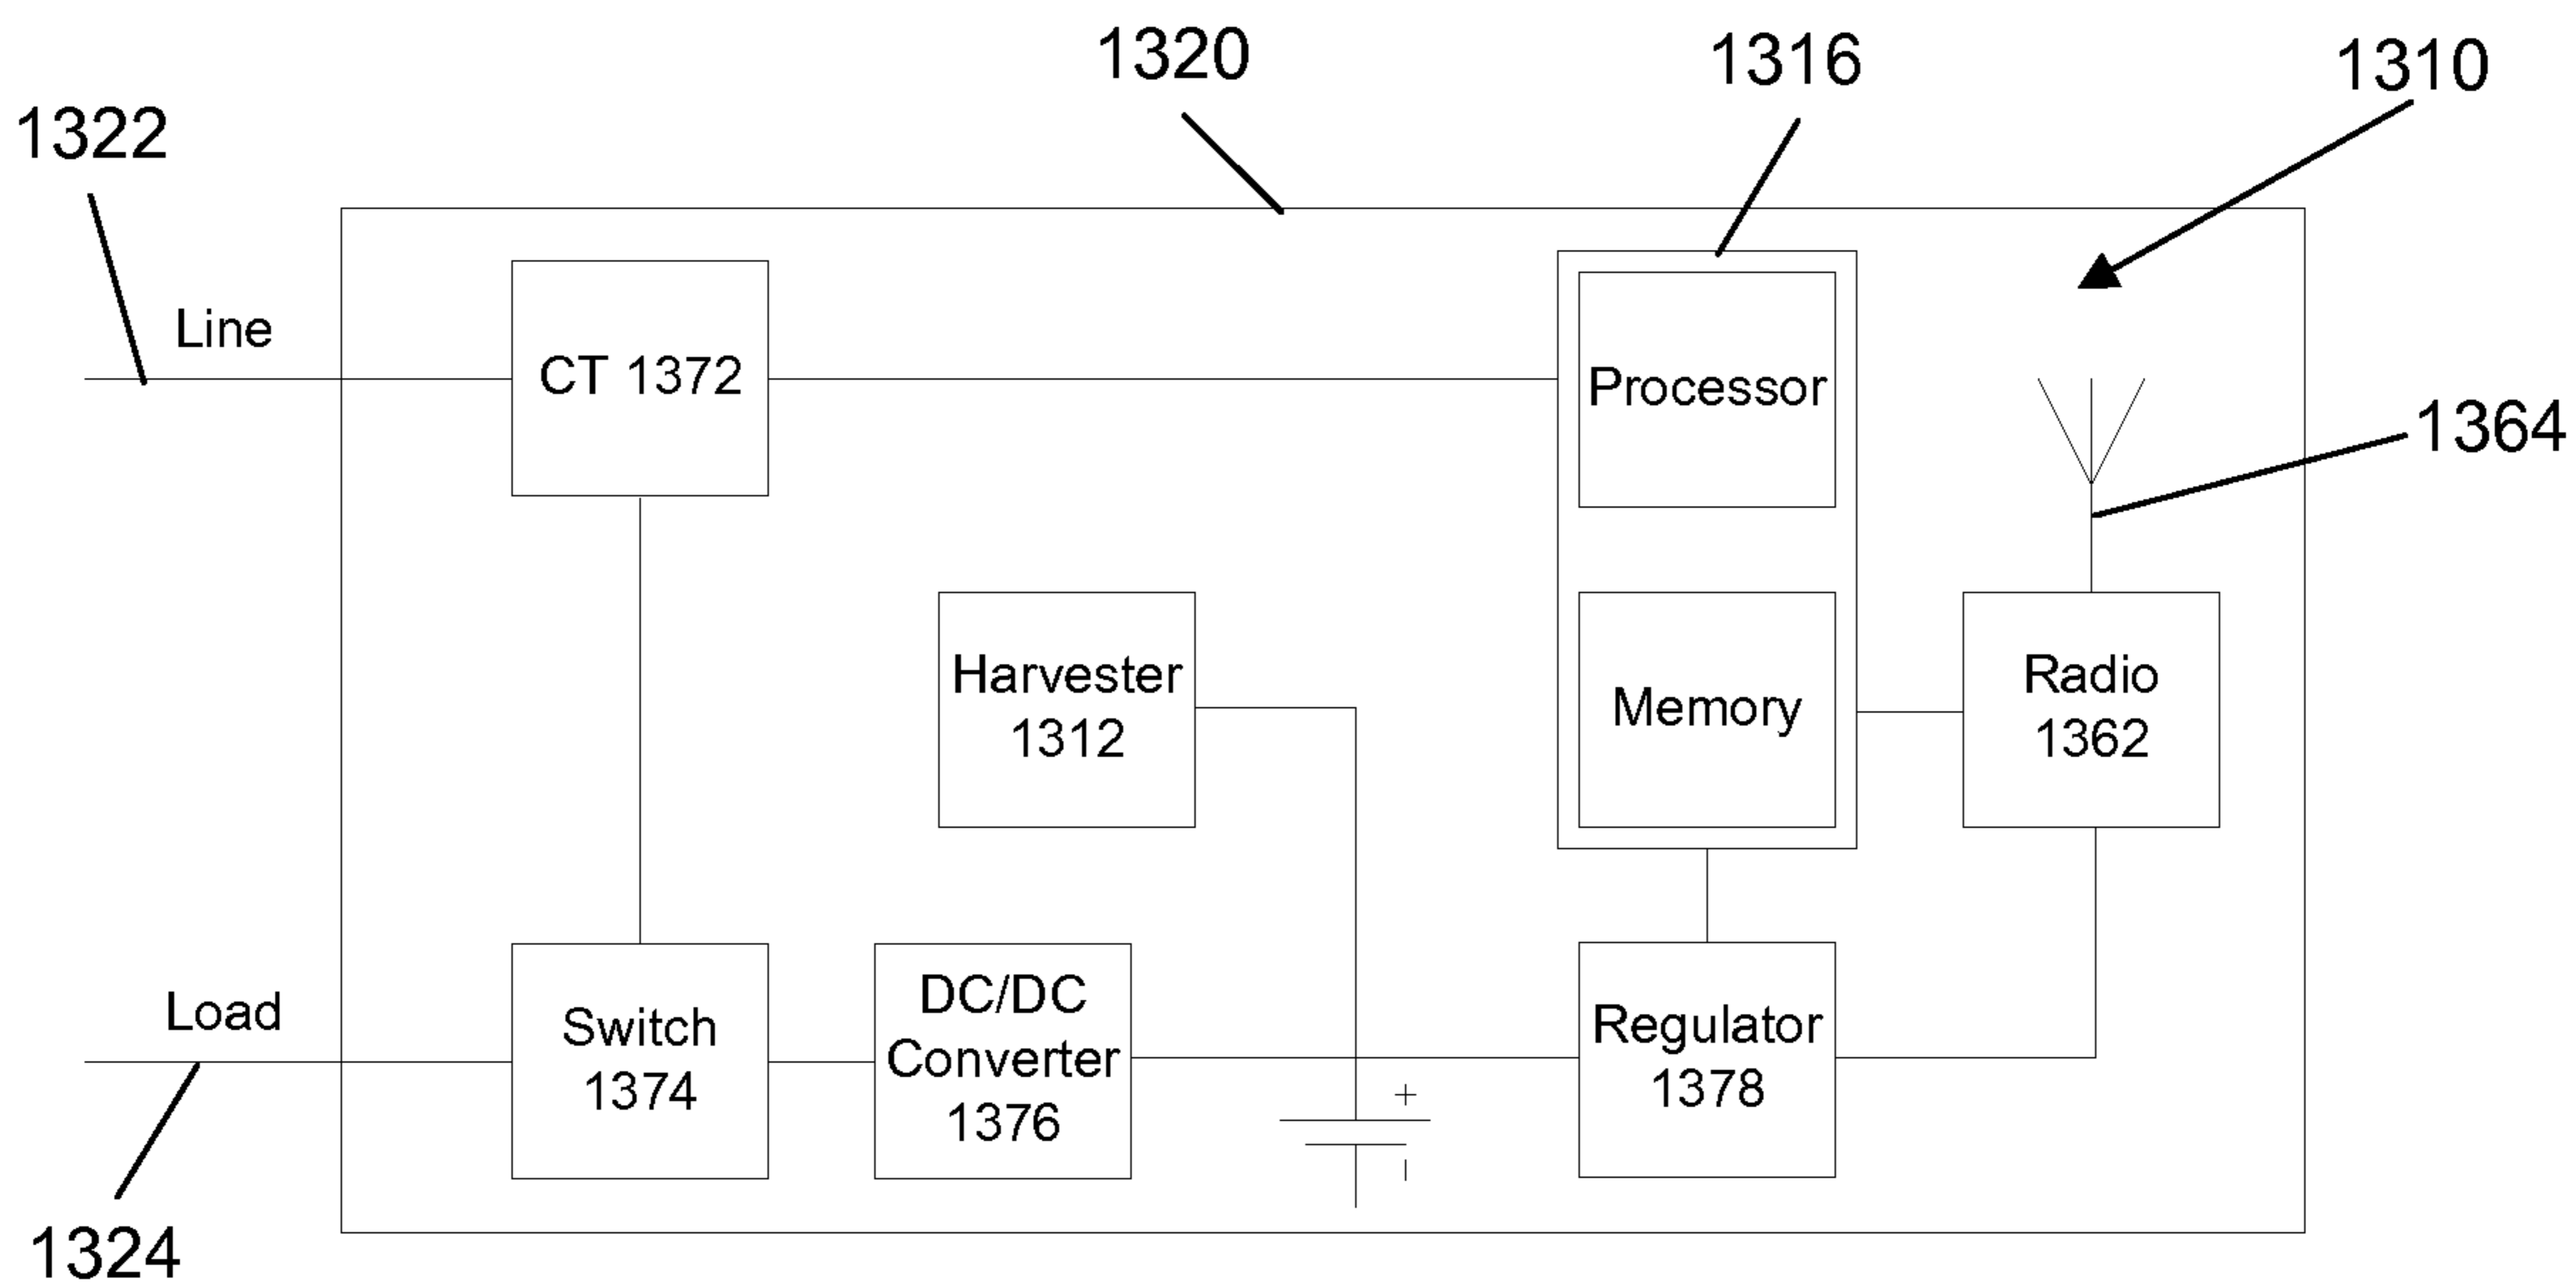 1320
1316
1310
1322
Line
CT 1372
Processor
1364
Harvester
1312
Memory
Radio
1362
Load
Switch
1374
DC/DC
Converter
1376
+
-
Regulator
1378
1324